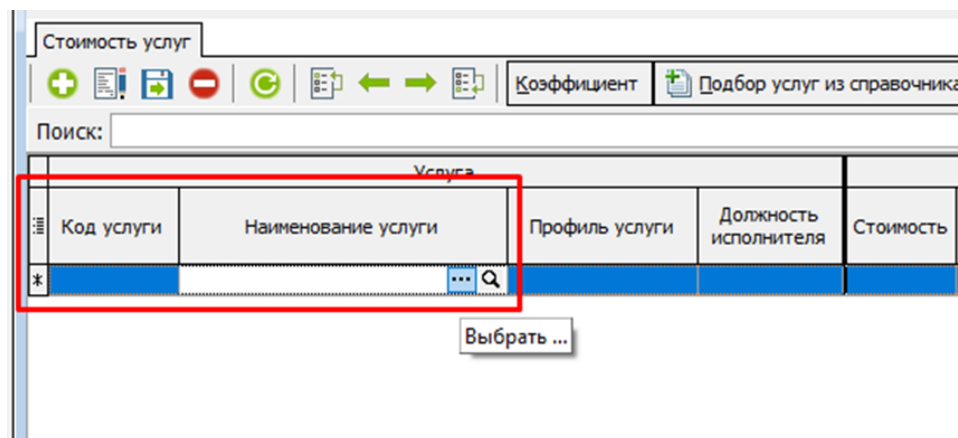 Стоимость услуг
Коэффициент Подбор услуг из справочника
Поиск:
Услуга
Код услуги Наименование услуги Профиль услуги Должность исполнителя Стоимость
*
Выбрать ...